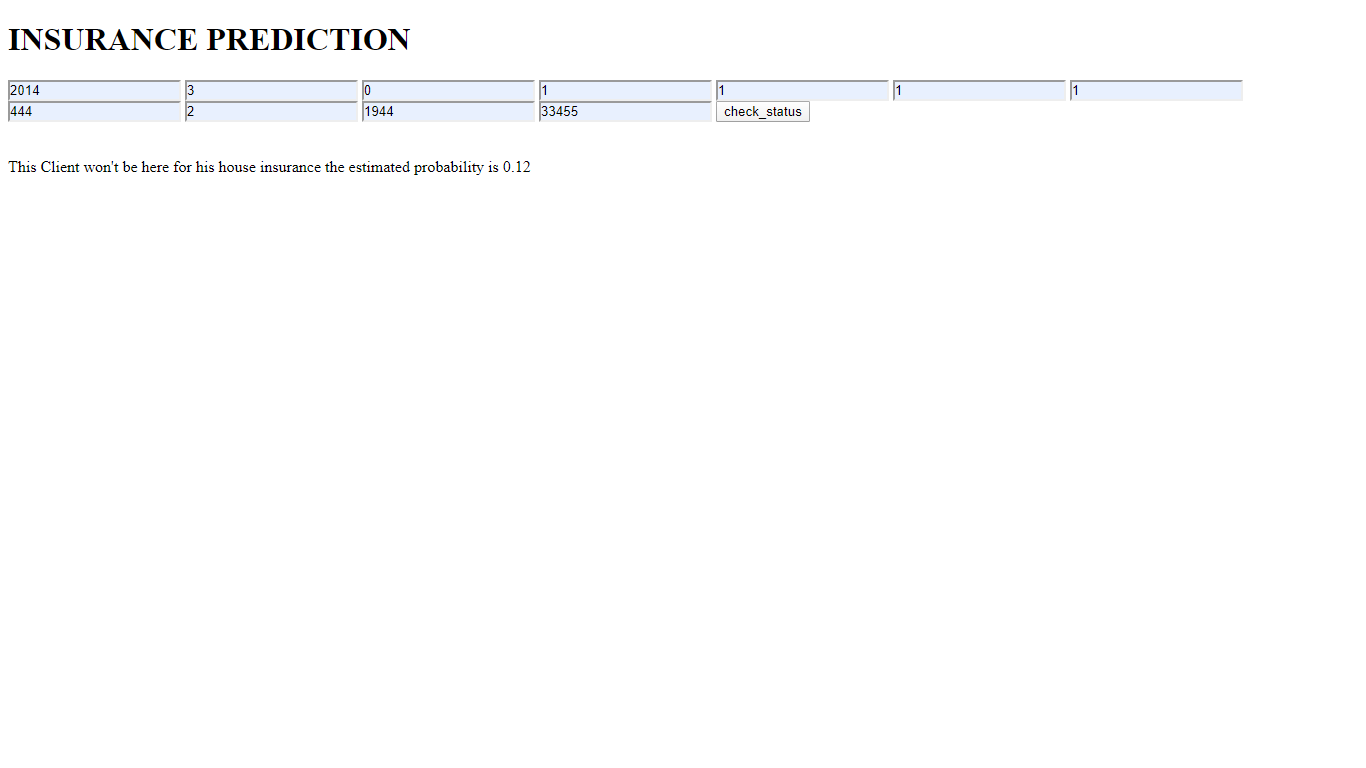 INSURANCE PREDICTION
2014 3 0 1 1 1 1
444 2 1944 33455 check_status
This Client won't be here for his house insurance the estimated probability is 0.12